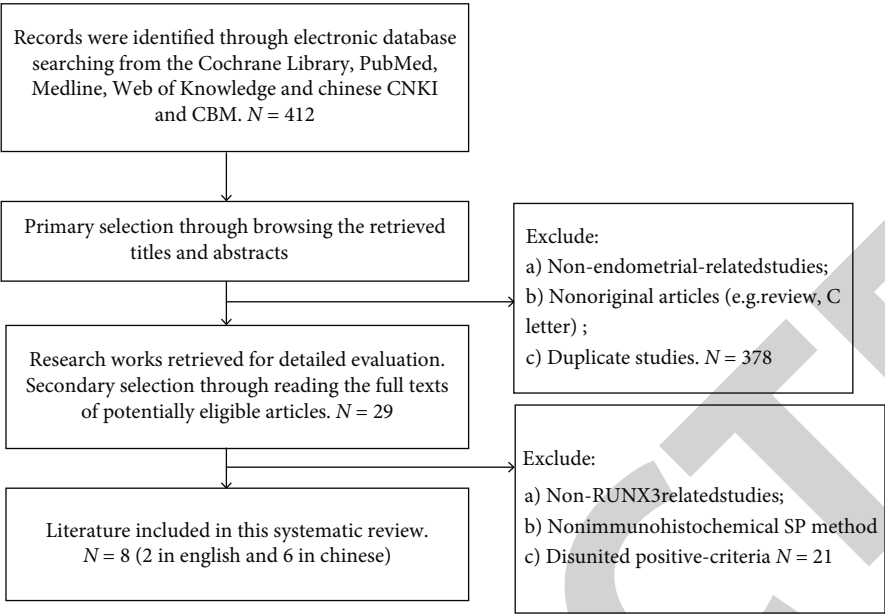 Records were identified through electronic database
searching from the Cochrane Library, PubMed,
Medline, Web of Knowledge and chinese CNKI
and CBM. N = 412
Primary selection through browsing the retrieved
titles and abstracts
Exclude:
a) Non-endometrial-relatedstudies;
b) Nonoriginal articles (e.g.review, C
letter) ;
c) Duplicate studies. N = 378
Research works retrieved for detailed evaluation.
Secondary selection through reading the full texts
of potentially eligible articles. N = 29
Exclude:
a) Non-RUNX3relatedstudies;
b) Nonimmunohistochemical SP method
c) Disunited positive-criteria N = 21
Literature included in this systematic review.
N = 8 (2 in english and 6 in chinese)